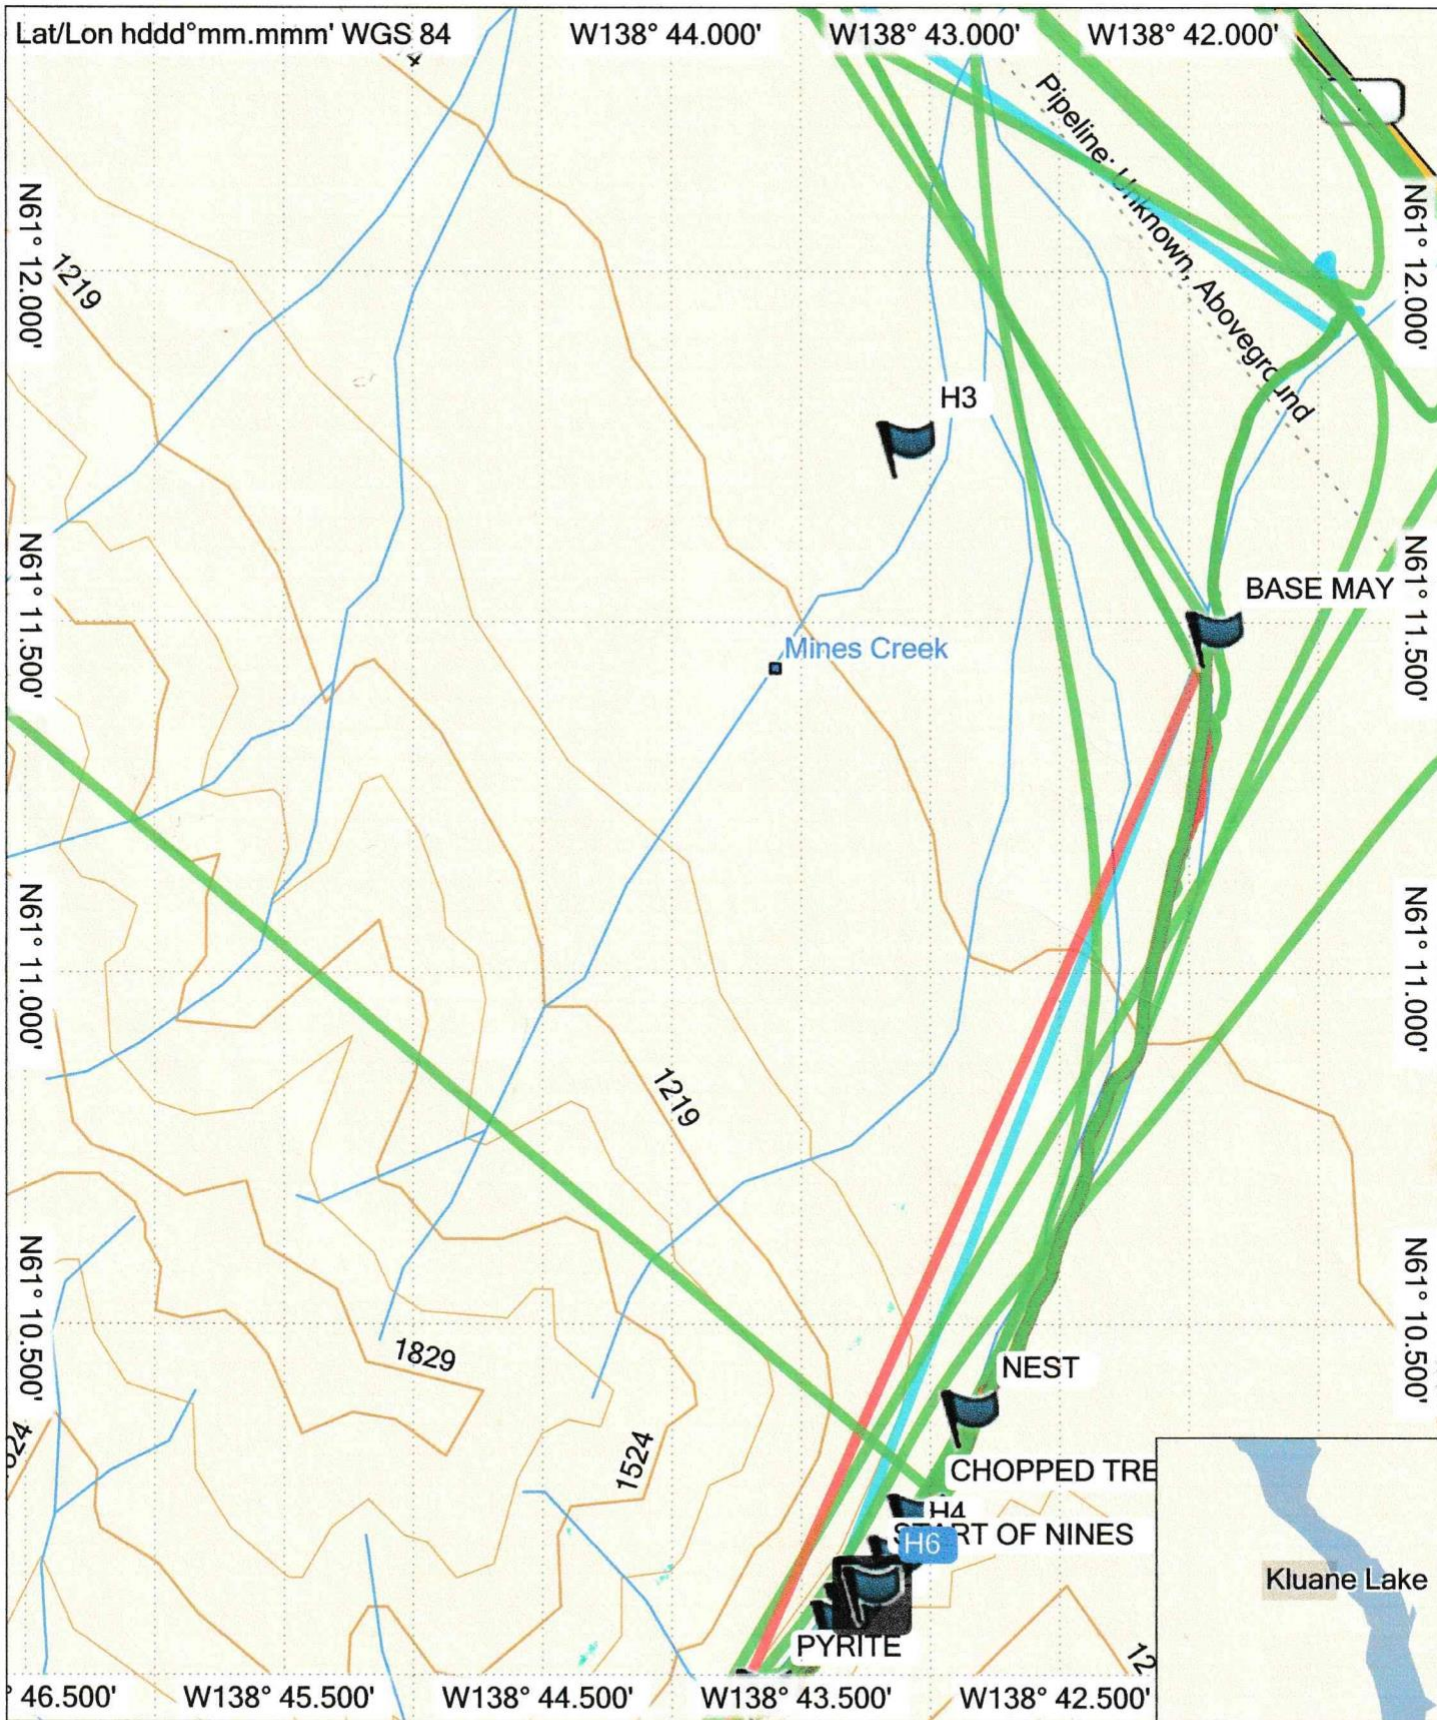 Lat/Lon hddd°mm.mmm' WGS 84
W138° 44.000'
W138° 43.000'
W138° 42.000'
Pipeline: Unknown, Aboveground
N61° 12.000'
N61° 12.000'
1219
H3
BASE MAY
N61° 11.500'
N61° 11.500'
Mines Creek
N61° 11.000'
N61° 11.000'
1219
N61° 10.500'
N61° 10.500'
1829
NEST
1524
CHOPPED TRE
H4
START OF NINES
H6
Kluane Lake
PYRITE
° 46.500'
W138° 45.500'
W138° 44.500'
W138° 43.500'
W138° 42.500'